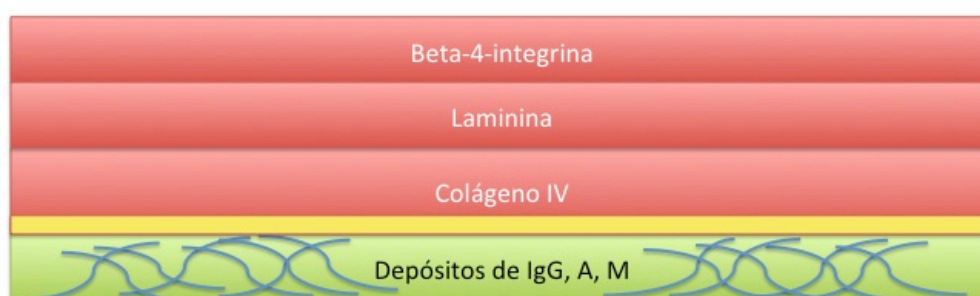 Beta-4-integrina
Laminina
Colágeno IV
Depósitos de IgG, A, M